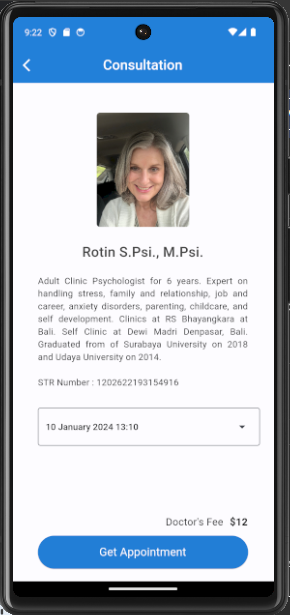 9:22
Consultation
Rotin S.Psi., M.Psi.
Adult Clinic Psychologist for 6 years. Expert on
handling stress, family and relationship, job and
career, anxiety disorders, parenting, childcare, and
self development. Clinics at RS Bhayangkara at
Bali. Self Clinic at Dewi Madri Denpasar, Bali.
Graduated from of Surabaya University on 2018
and Udaya University on 2014.
STR Number : 1202622193154916
10 January 2024 13:10
Doctor's Fee $12
Get Appointment